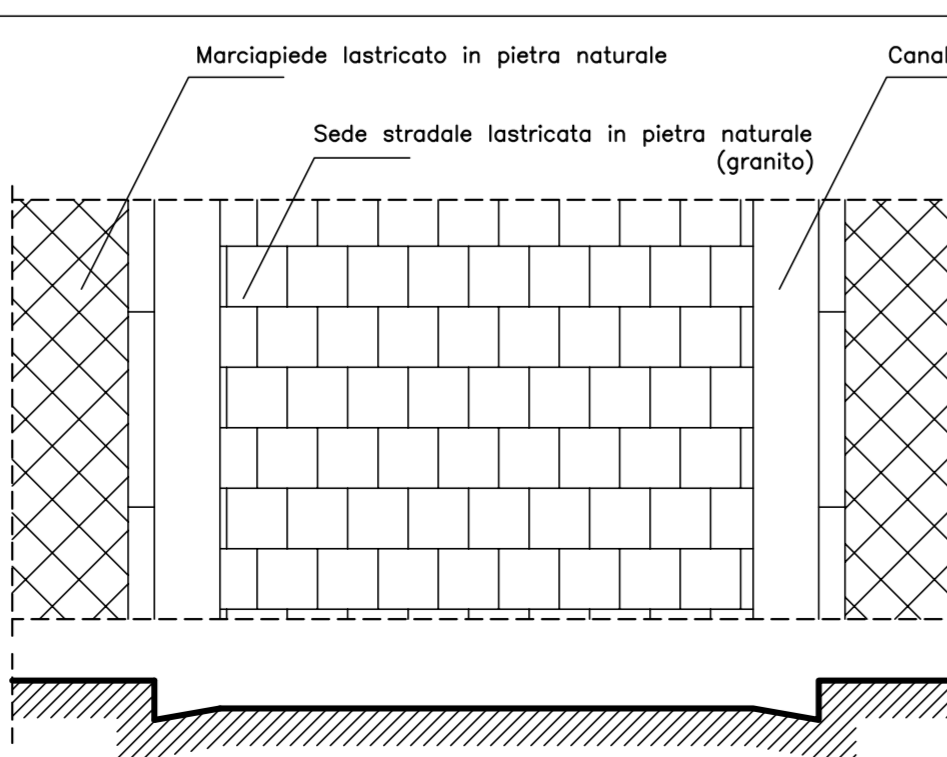 Marciapiede lastricato in pietra naturale
Canal
Sede stradale lastricata in pietra naturale
(granito)